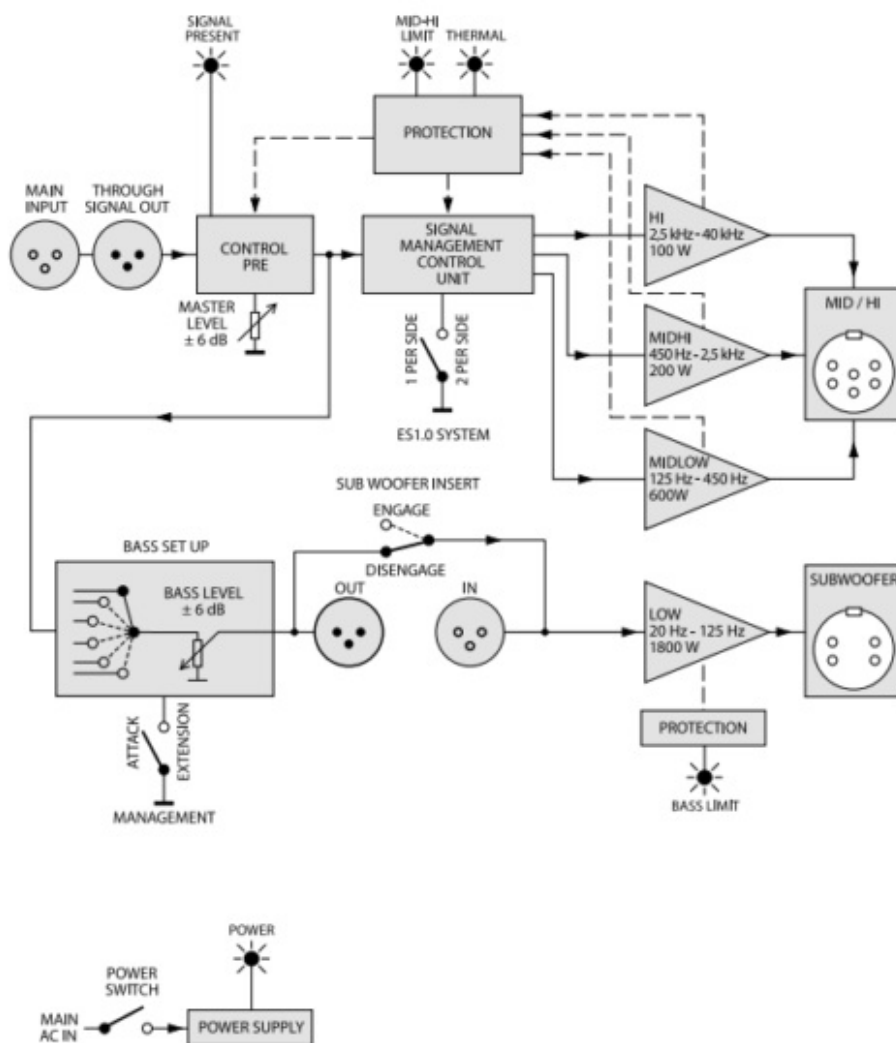 SIGNAL
PRESENT
MID-HI
LIMIT
THERMAL
PROTECTION
MAIN
INPUT
THROUGH
SIGNAL OUT
CONTROL
PRE
SIGNAL
MANAGEMENT
CONTROL
UNIT
HI
2,5 kHz - 40 kHz
100 W
MASTER
LEVEL
± 6 dB
1 PER SIDE
2 PER SIDE
ES1.0 SYSTEM
MIDHI
450 Hz - 2,5 kHz
200 W
MID / HI
MIDLOW
125 Hz - 450 Hz
600W
SUB WOOFER INSERT
ENGAGE
DISENGAGE
BASS SET UP
BASS LEVEL
± 6 dB
OUT
IN
LOW
20 Hz - 125 Hz
1800 W
SUBWOOFER
ATTACK
EXTENSION
MANAGEMENT
PROTECTION
BASS LIMIT
POWER
POWER
SWITCH
MAIN
AC IN
POWER SUPPLY